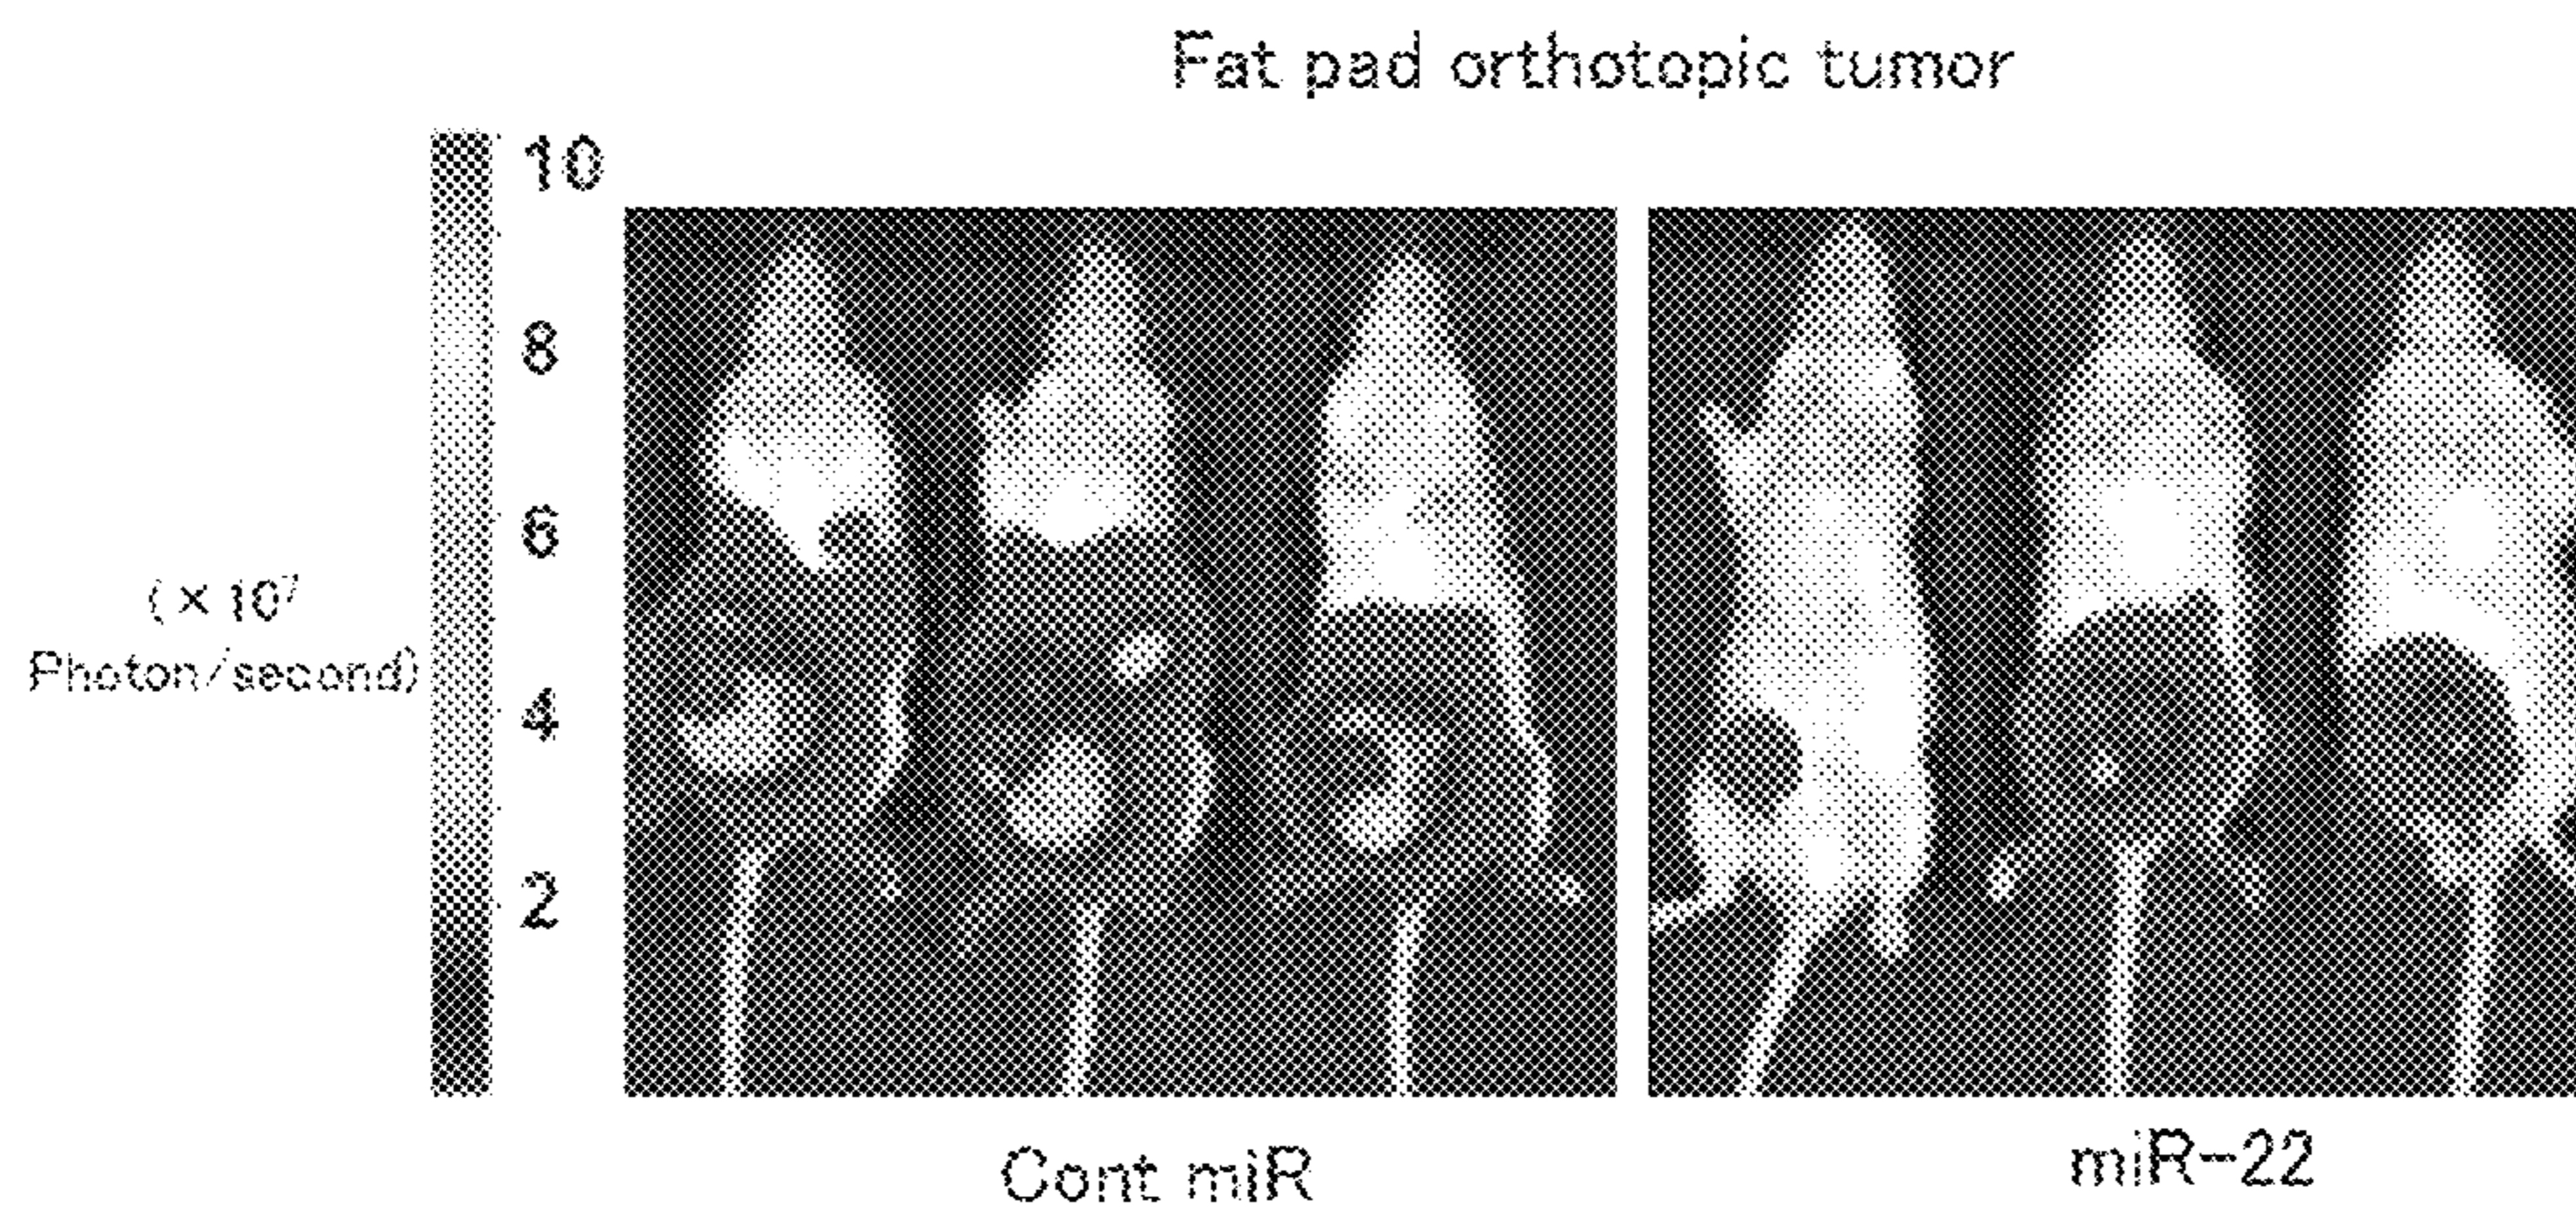 Fat pad orthotopic tumor
10
8
6
4
2
(×10⁷
Photon/second)
Cont miR
miR-22